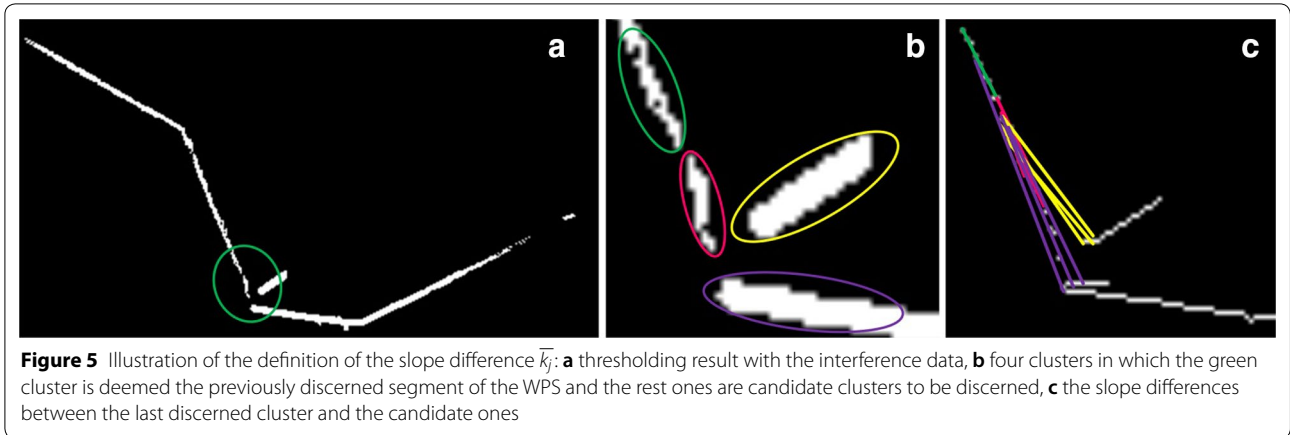 a
b
c
Figure 5 Illustration of the definition of the slope difference $\overline{k_j}$: a thresholding result with the interference data, b four clusters in which the green
cluster is deemed the previously discerned segment of the WPS and the rest ones are candidate clusters to be discerned, c the slope differences
between the last discerned cluster and the candidate ones